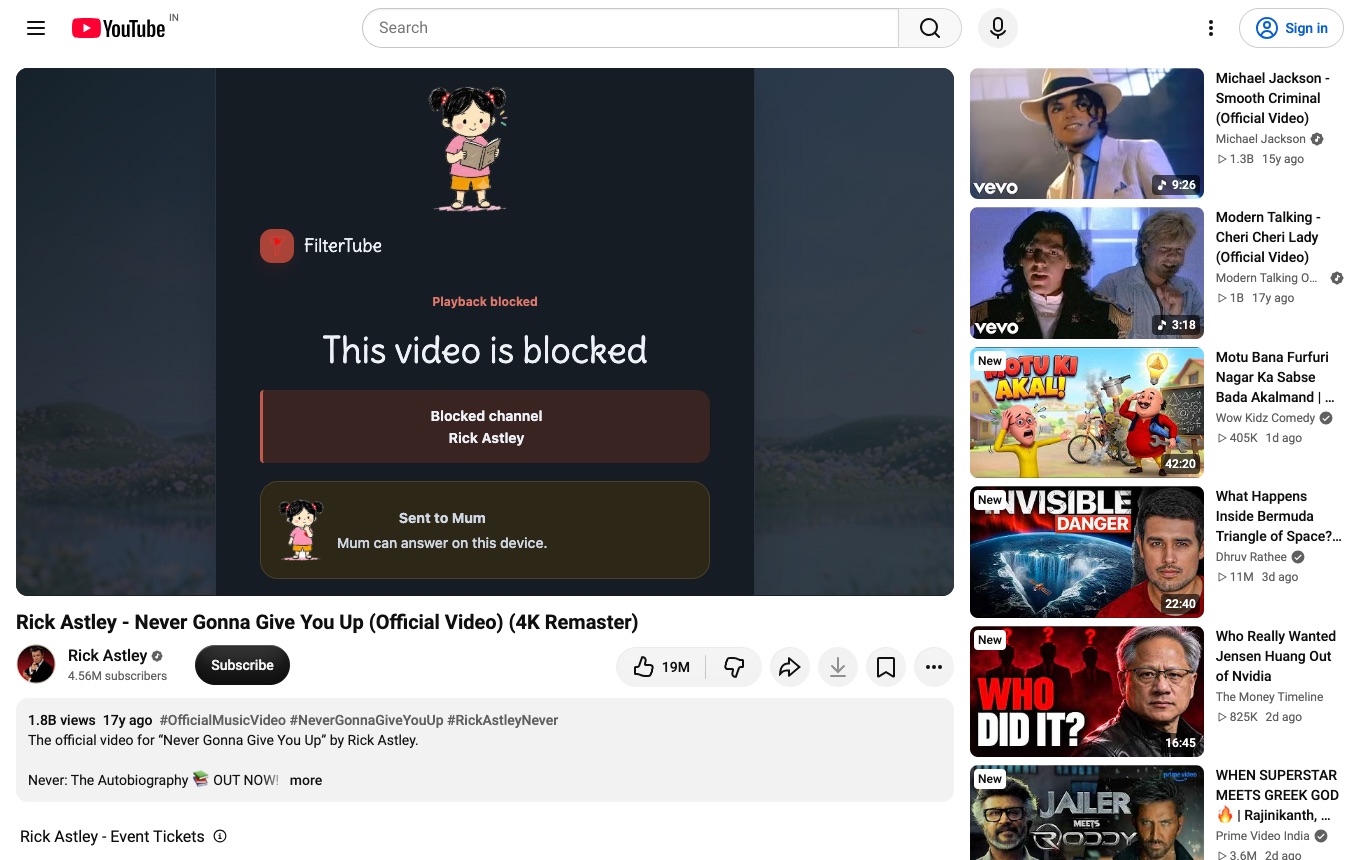 YouTube IN
Search
Sign in
FilterTube
Playback blocked
This video is blocked
Blocked channel
Rick Astley
Sent to Mum
Mum can answer on this device.
Rick Astley - Never Gonna Give You Up (Official Video) (4K Remaster)
Rick Astley
4.56M subscribers
Subscribe
19M
1.8B views 17y ago #OfficialMusicVideo #NeverGonnaGiveYouUp #RickAstleyNever
The official video for “Never Gonna Give You Up” by Rick Astley.
Never: The Autobiography 📚 OUT NOW! more
Rick Astley - Event Tickets
vevo
9:26
Michael Jackson -
Smooth Criminal
(Official Video)
Michael Jackson
1.3B 15y ago
vevo
3:18
Modern Talking -
Cheri Cheri Lady
(Official Video)
Modern Talking O...
1B 17y ago
New
MOTU KI
AKAL!
42:20
Motu Bana Furfuri
Nagar Ka Sabse
Bada Akalmand | ...
Wow Kidz Comedy
405K 1d ago
New
INVISIBLE
DANGER
22:40
What Happens
Inside Bermuda
Triangle of Space?...
Dhruv Rathee
11M 3d ago
New
WHO
DID IT?
16:45
Who Really Wanted
Jensen Huang Out
of Nvidia
The Money Timeline
825K 2d ago
New
prime video
JAILER
MEETS
RODDY
WHEN SUPERSTAR
MEETS GREEK GOD
🔥 | Rajinikanth, ...
Prime Video India
3.6M 2d ago